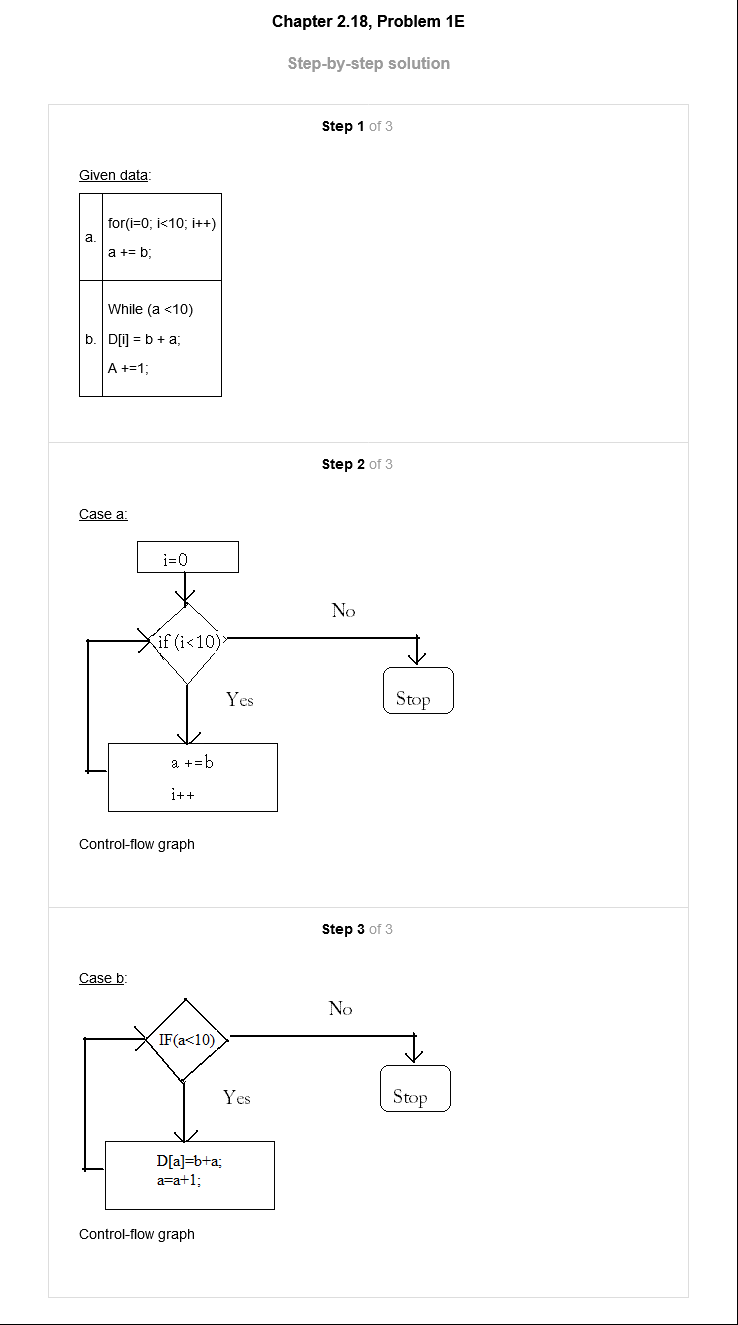 Chapter 2.18, Problem 1E
Step-by-step solution
Step 1 of 3
Given data:
a.
for(i=0; i<10; i++)
a += b;
b.
While (a <10)
D[i] = b + a;
A +=1;
Step 2 of 3
Case a:
i=0
No
if (i<10)
Yes
Stop
a +=b
i++
Control-flow graph
Step 3 of 3
Case b:
No
IF(a<10)
Yes
Stop
D[a]=b+a;
a=a+1;
Control-flow graph